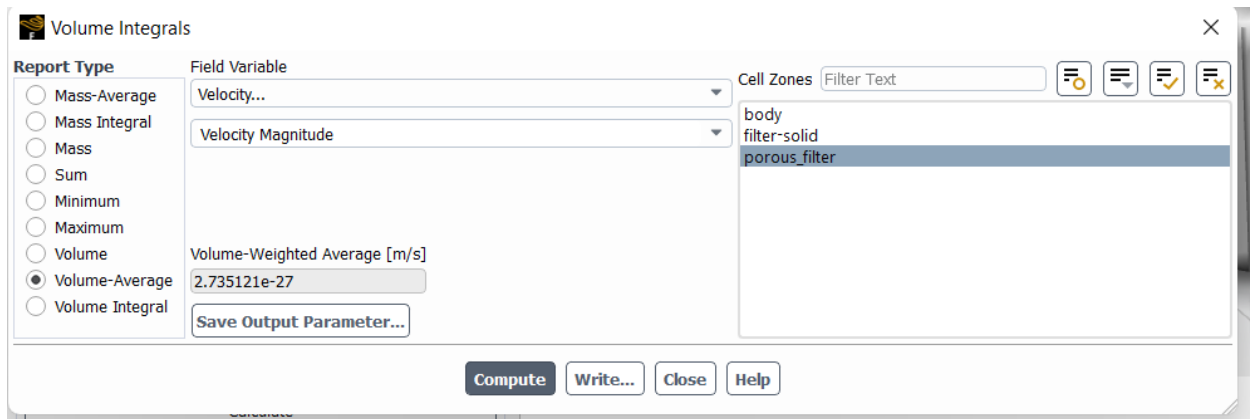 Volume Integrals
Report Type
Mass-Average
Mass Integral
Mass
Sum
Minimum
Maximum
Volume
Volume-Average
Volume Integral
Field Variable
Velocity...
Velocity Magnitude
Volume-Weighted Average [m/s]
2.735121e-27
Save Output Parameter...
Cell Zones Filter Text
body
filter-solid
porous_filter
Compute Write... Close Help
Calculate